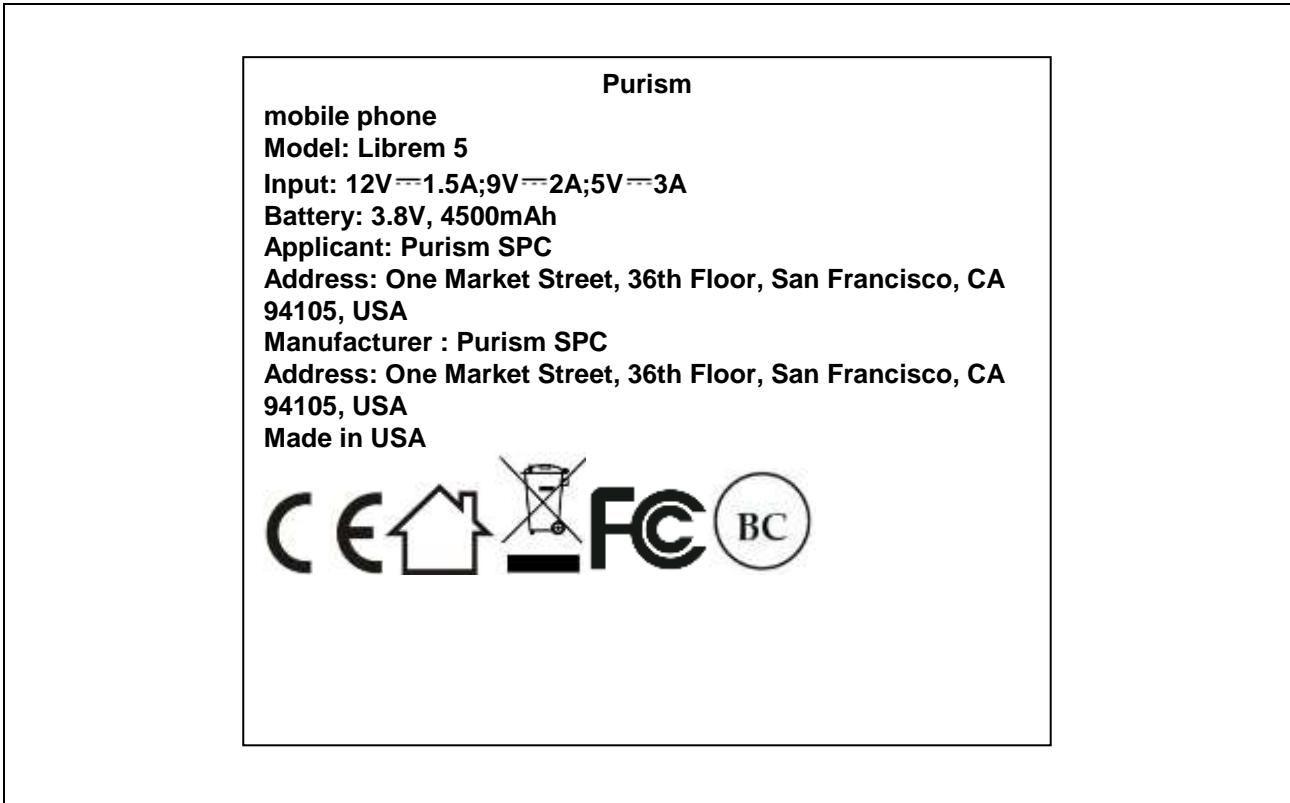 Purism
mobile phone
Model: Librem 5
Input: 12V⎓1.5A;9V⎓2A;5V⎓3A
Battery: 3.8V, 4500mAh
Applicant: Purism SPC
Address: One Market Street, 36th Floor, San Francisco, CA
94105, USA
Manufacturer : Purism SPC
Address: One Market Street, 36th Floor, San Francisco, CA
94105, USA
Made in USA
CE FC BC